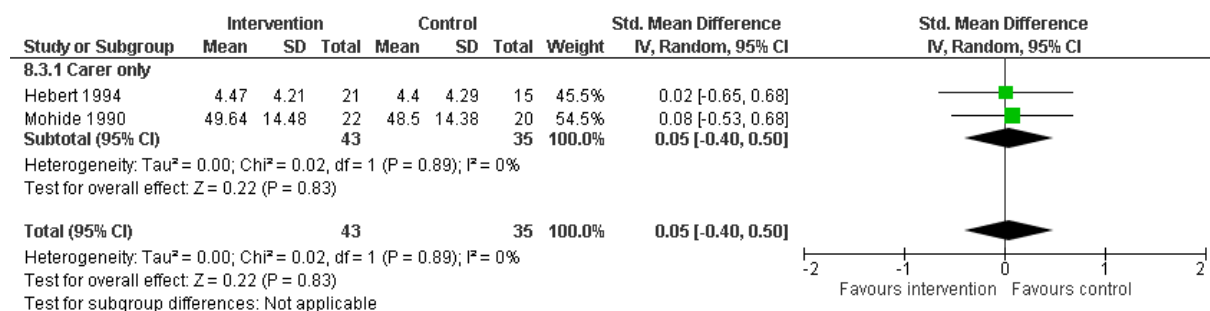 Intervention Control Std. Mean Difference Std. Mean Difference
Study or Subgroup Mean SD Total Mean SD Total Weight IV, Random, 95% CI IV, Random, 95% CI
8.3.1 Carer only
Hebert 1994 4.47 4.21 21 4.4 4.29 15 45.5% 0.02 [-0.65, 0.68]
Mohide 1990 49.64 14.48 22 48.5 14.38 20 54.5% 0.08 [-0.53, 0.68]
Subtotal (95% CI) 43 35 100.0% 0.05 [-0.40, 0.50]
Heterogeneity: Tau² = 0.00; Chi² = 0.02, df = 1 (P = 0.89); I² = 0%
Test for overall effect: Z = 0.22 (P = 0.83)
Total (95% CI) 43 35 100.0% 0.05 [-0.40, 0.50]
Heterogeneity: Tau² = 0.00; Chi² = 0.02, df = 1 (P = 0.89); I² = 0%
Test for overall effect: Z = 0.22 (P = 0.83)
Test for subgroup differences: Not applicable
-2 -1 0 1 2
Favours intervention Favours control